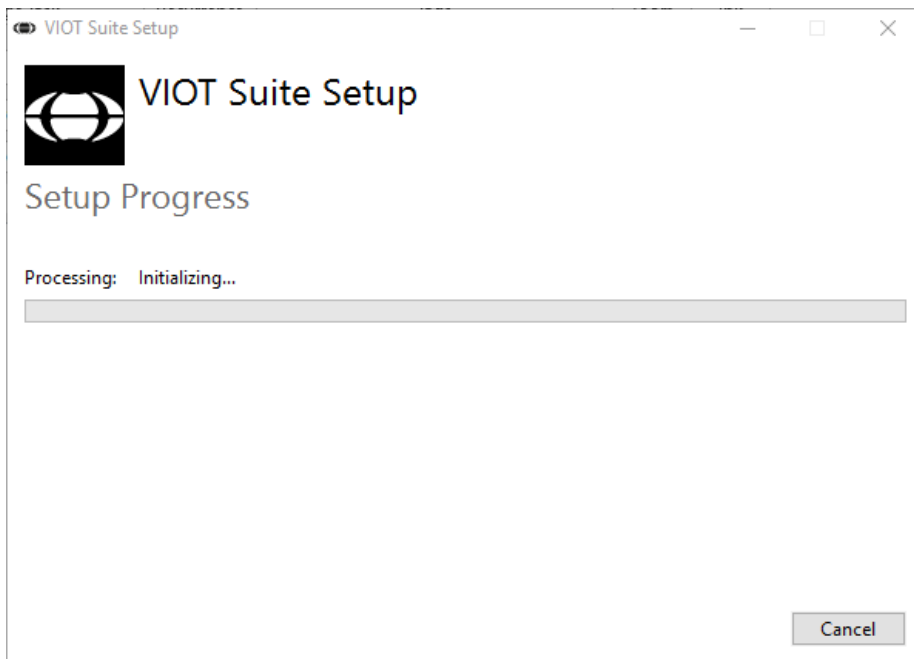 VIOT Suite Setup
VIOT Suite Setup
Setup Progress
Processing: Initializing...
Cancel